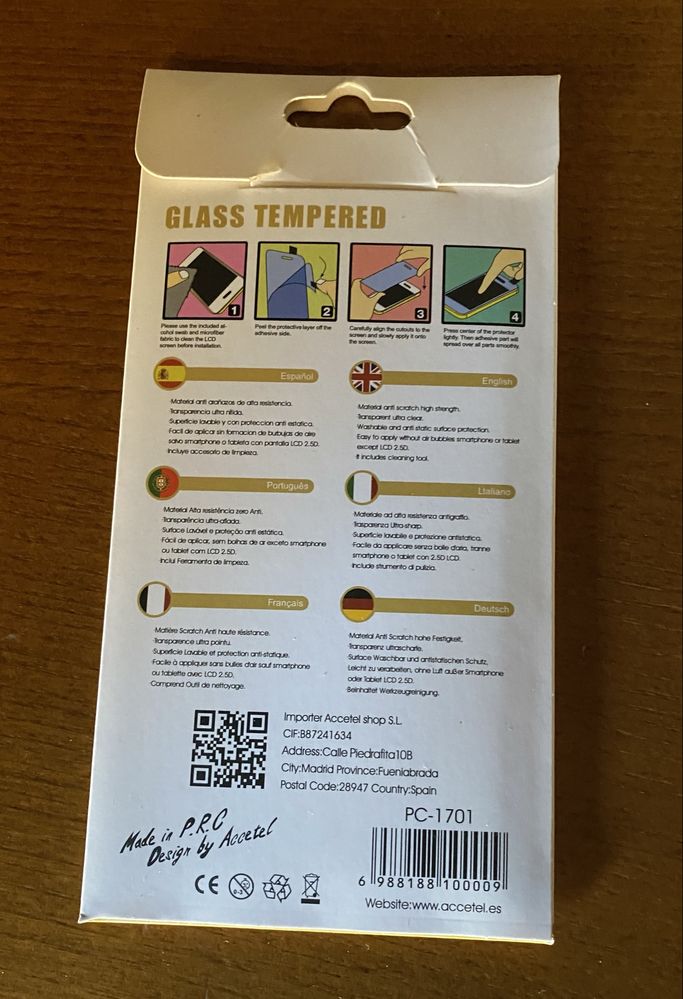 GLASS TEMPERED
1
2
3
4
Please use the included al-
cohol swab and microfiber
fabric to clean the LCD
screen before installation.
Peel the protective layer off the
adhesive side.
Carefully align the cutouts to the
screen and slowly apply it onto
the screen.
Press center of the protector
lightly. Then adhesive part will
spread over all parts smoothly.
Español
·Material anti arañazos de alta resistencia.
·Transparencia ultra nítida.
·Superficie lavable y con proteccion anti estatica.
·Facil de aplicar sin formacion de burbujas de aire
salvo smartphone o tableta con pantalla LCD 2.5D.
·Incluye accesorio de limpieza.
English
·Material anti scratch high strength.
·Transparent ultra clear.
·Washable and anti static surface protection.
·Easy to apply without air bubbles smartphone or tablet
except LCD 2.5D.
·It includes cleaning tool.
Português
·Material Alta resistência zero Anti.
·Transparência ultra-afiada.
·Surface Lavável e proteção anti estática.
·Fácil de aplicar, sem bolhas de ar exceto smartphone
ou tablet com LCD 2.5D.
·Inclui Ferramenta de limpeza.
Litaliano
·Materiale ad alta resistenza antigraffio.
·Trasparenza Ultra-sharp.
·Superficie lavabile e protezione antistatica.
·Facile da applicare senza bolle d'aria, tranne
smartphone o tablet con 2.5D LCD.
·Include strumento di pulizia.
Français
·Matière Scratch Anti haute résistance.
·Transparence ultra pointu.
·Superficie Lavable et protection anti-statique.
·Facile à appliquer sans bulles d'air sauf smartphone
ou tablette avec LCD 2.5D.
·Comprend Outil de nettoyage.
Deutsch
·Material Anti Scratch hohe Festigkeit,
·Transparenz ultrascharfe.
·Surface Waschbar und antistatischen Schutz,
Leicht zu verarbeiten, ohne Luft außer Smartphone
oder Tablet LCD 2.5D.
·Beinhaltet Werkzeugreinigung.
Importer Accetel shop S.L.
CIF:B87241634
Address:Calle Piedrafita10B
City:Madrid Province:Fueniabrada
Postal Code:28947 Country:Spain
Made in P.R.C
Design by Accetel
PC-1701
CE
0-3
6 988188 100009
Website:www.accetel.es